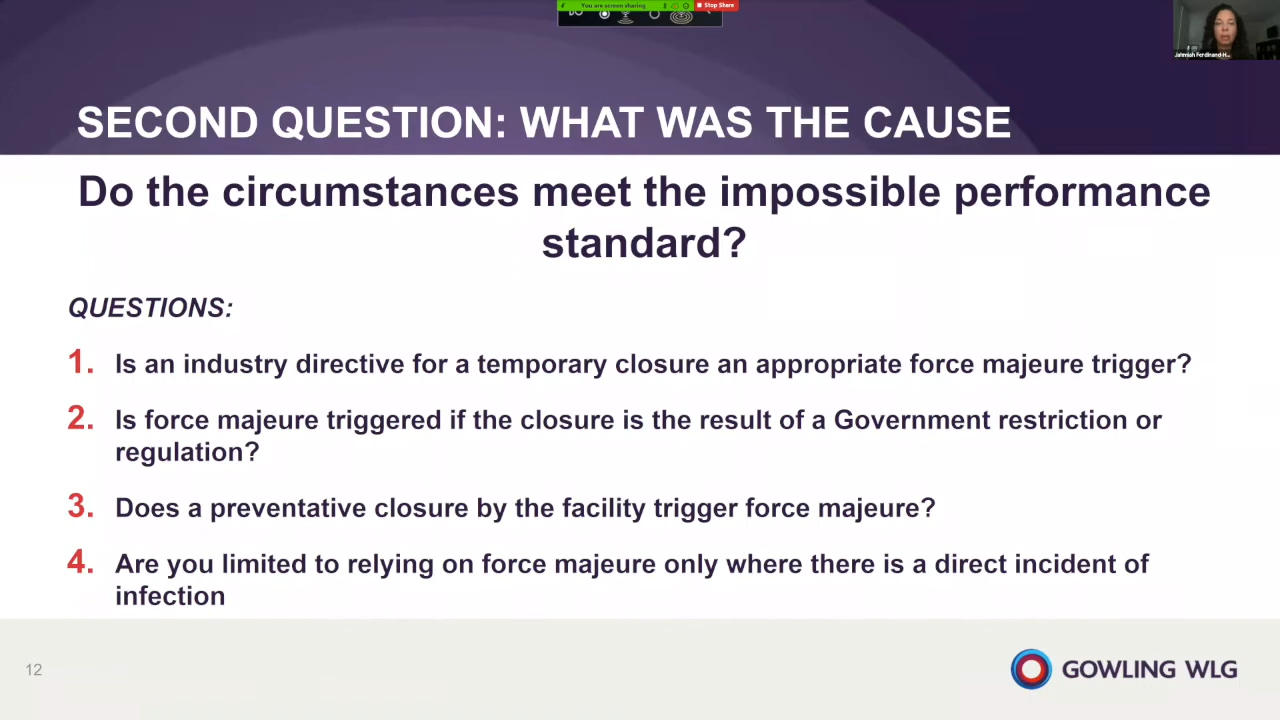 You are screen sharing
Stop Share
SECOND QUESTION: WHAT WAS THE CAUSE
Do the circumstances meet the impossible performance
standard?
QUESTIONS:
1. Is an industry directive for a temporary closure an appropriate force majeure trigger?
2. Is force majeure triggered if the closure is the result of a Government restriction or
regulation?
3. Does a preventative closure by the facility trigger force majeure?
4. Are you limited to relying on force majeure only where there is a direct incident of
infection
12
GOWLING WLG